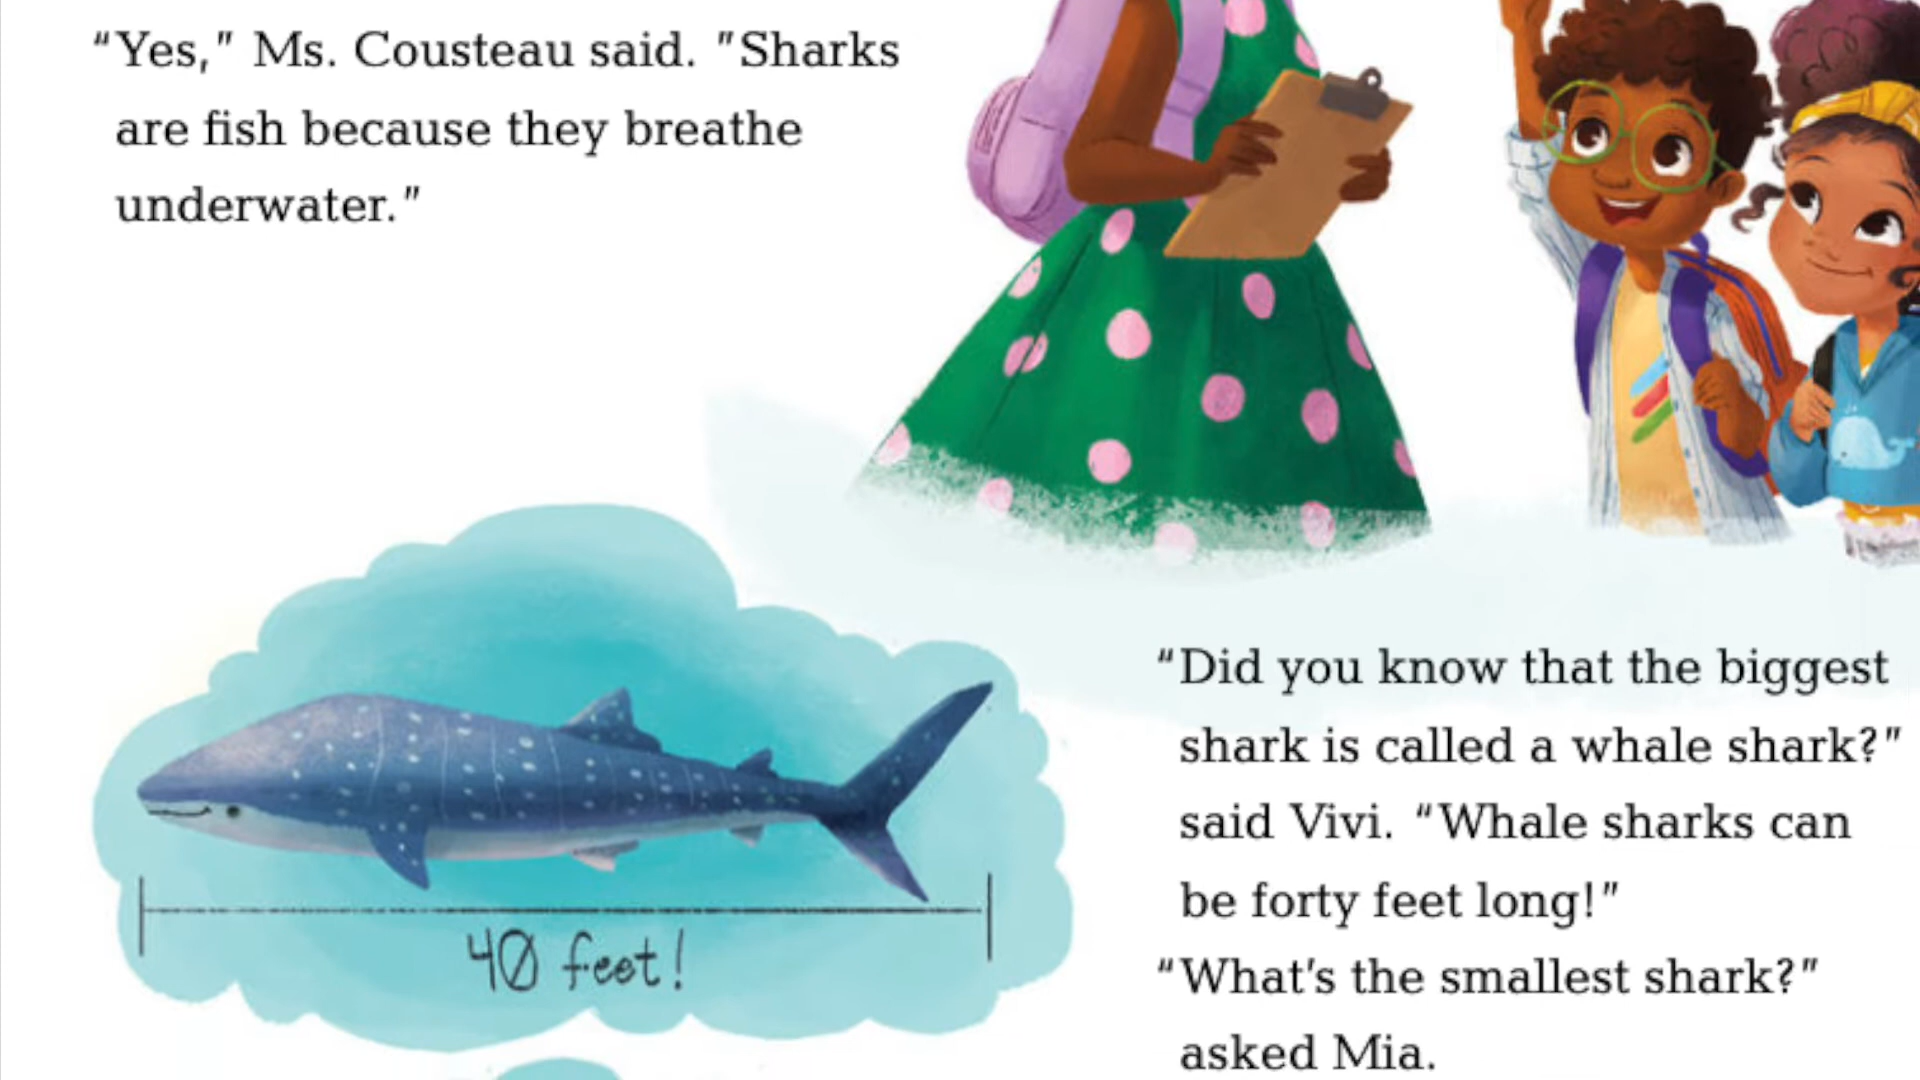 “Yes,” Ms. Cousteau said. ”Sharks
are fish because they breathe
underwater.”
40 feet!
“Did you know that the biggest
shark is called a whale shark?”
said Vivi. “Whale sharks can
be forty feet long!”
“What's the smallest shark?”
asked Mia.